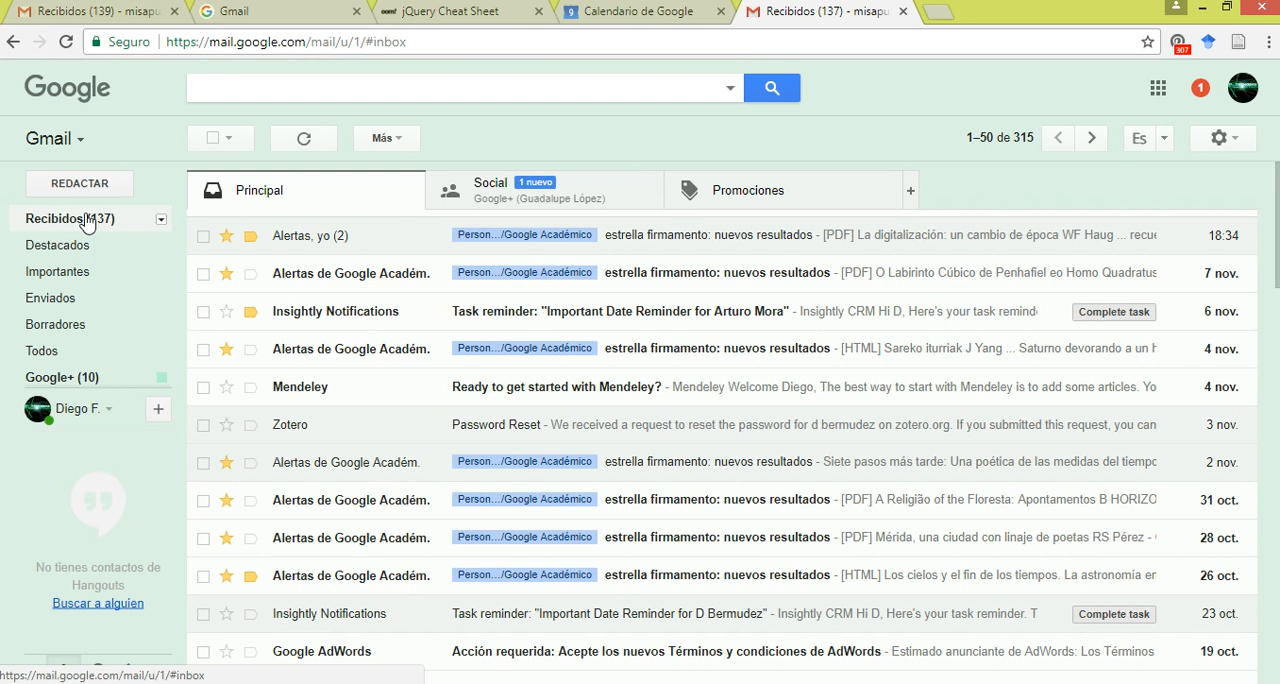 Recibidos (139) - misapu
Gmail
jQuery Cheat Sheet
9 Calendario de Google
Recibidos (137) - misapu
Seguro https://mail.google.com/mail/u/1/#inbox
307
Google
1
Gmail
Más
1–50 de 315
Es
REDACTAR
Principal
Social 1 nuevo
Google+ (Guadalupe López)
Promociones
+
Recibidos (137)
Destacados
Importantes
Enviados
Borradores
Todos
Google+ (10)
Diego F.
+
No tienes contactos de
Hangouts
Buscar a alguien
Alertas, yo (2) Person.../Google Académico estrella firmamento: nuevos resultados - [PDF] La digitalización: un cambio de época WF Haug ... recue 18:34
Alertas de Google Académ. Person.../Google Académico estrella firmamento: nuevos resultados - [PDF] O Labirinto Cúbico de Penhafiel eo Homo Quadratus 7 nov.
Insightly Notifications Task reminder: "Important Date Reminder for Arturo Mora" - Insightly CRM Hi D, Here's your task remind Complete task 6 nov.
Alertas de Google Académ. Person.../Google Académico estrella firmamento: nuevos resultados - [HTML] Sareko iturriak J Yang ... Saturno devorando a un h 4 nov.
Mendeley Ready to get started with Mendeley? - Mendeley Welcome Diego, The best way to start with Mendeley is to add some articles. Yo 4 nov.
Zotero Password Reset - We received a request to reset the password for d bermudez on zotero.org. If you submitted this request, you can 3 nov.
Alertas de Google Académ. Person.../Google Académico estrella firmamento: nuevos resultados - Siete pasos más tarde: Una poética de las medidas del tiempo 2 nov.
Alertas de Google Académ. Person.../Google Académico estrella firmamento: nuevos resultados - [PDF] A Religião of the Floresta: Apontamentos B HORIZO 31 oct.
Alertas de Google Académ. Person.../Google Académico estrella firmamento: nuevos resultados - [PDF] Mérida, una ciudad con linaje de poetas RS Pérez - 28 oct.
Alertas de Google Académ. Person.../Google Académico estrella firmamento: nuevos resultados - [HTML] Los cielos y el fin de los tiempos. La astronomía en 26 oct.
Insightly Notifications Task reminder: "Important Date Reminder for D Bermudez" - Insightly CRM Hi D, Here's your task reminder. T Complete task 23 oct.
Google AdWords Acción requerida: Acepte los nuevos Términos y condiciones de AdWords - Estimado anunciante de AdWords: Los Términos 19 oct.
https://mail.google.com/mail/u/1/#inbox